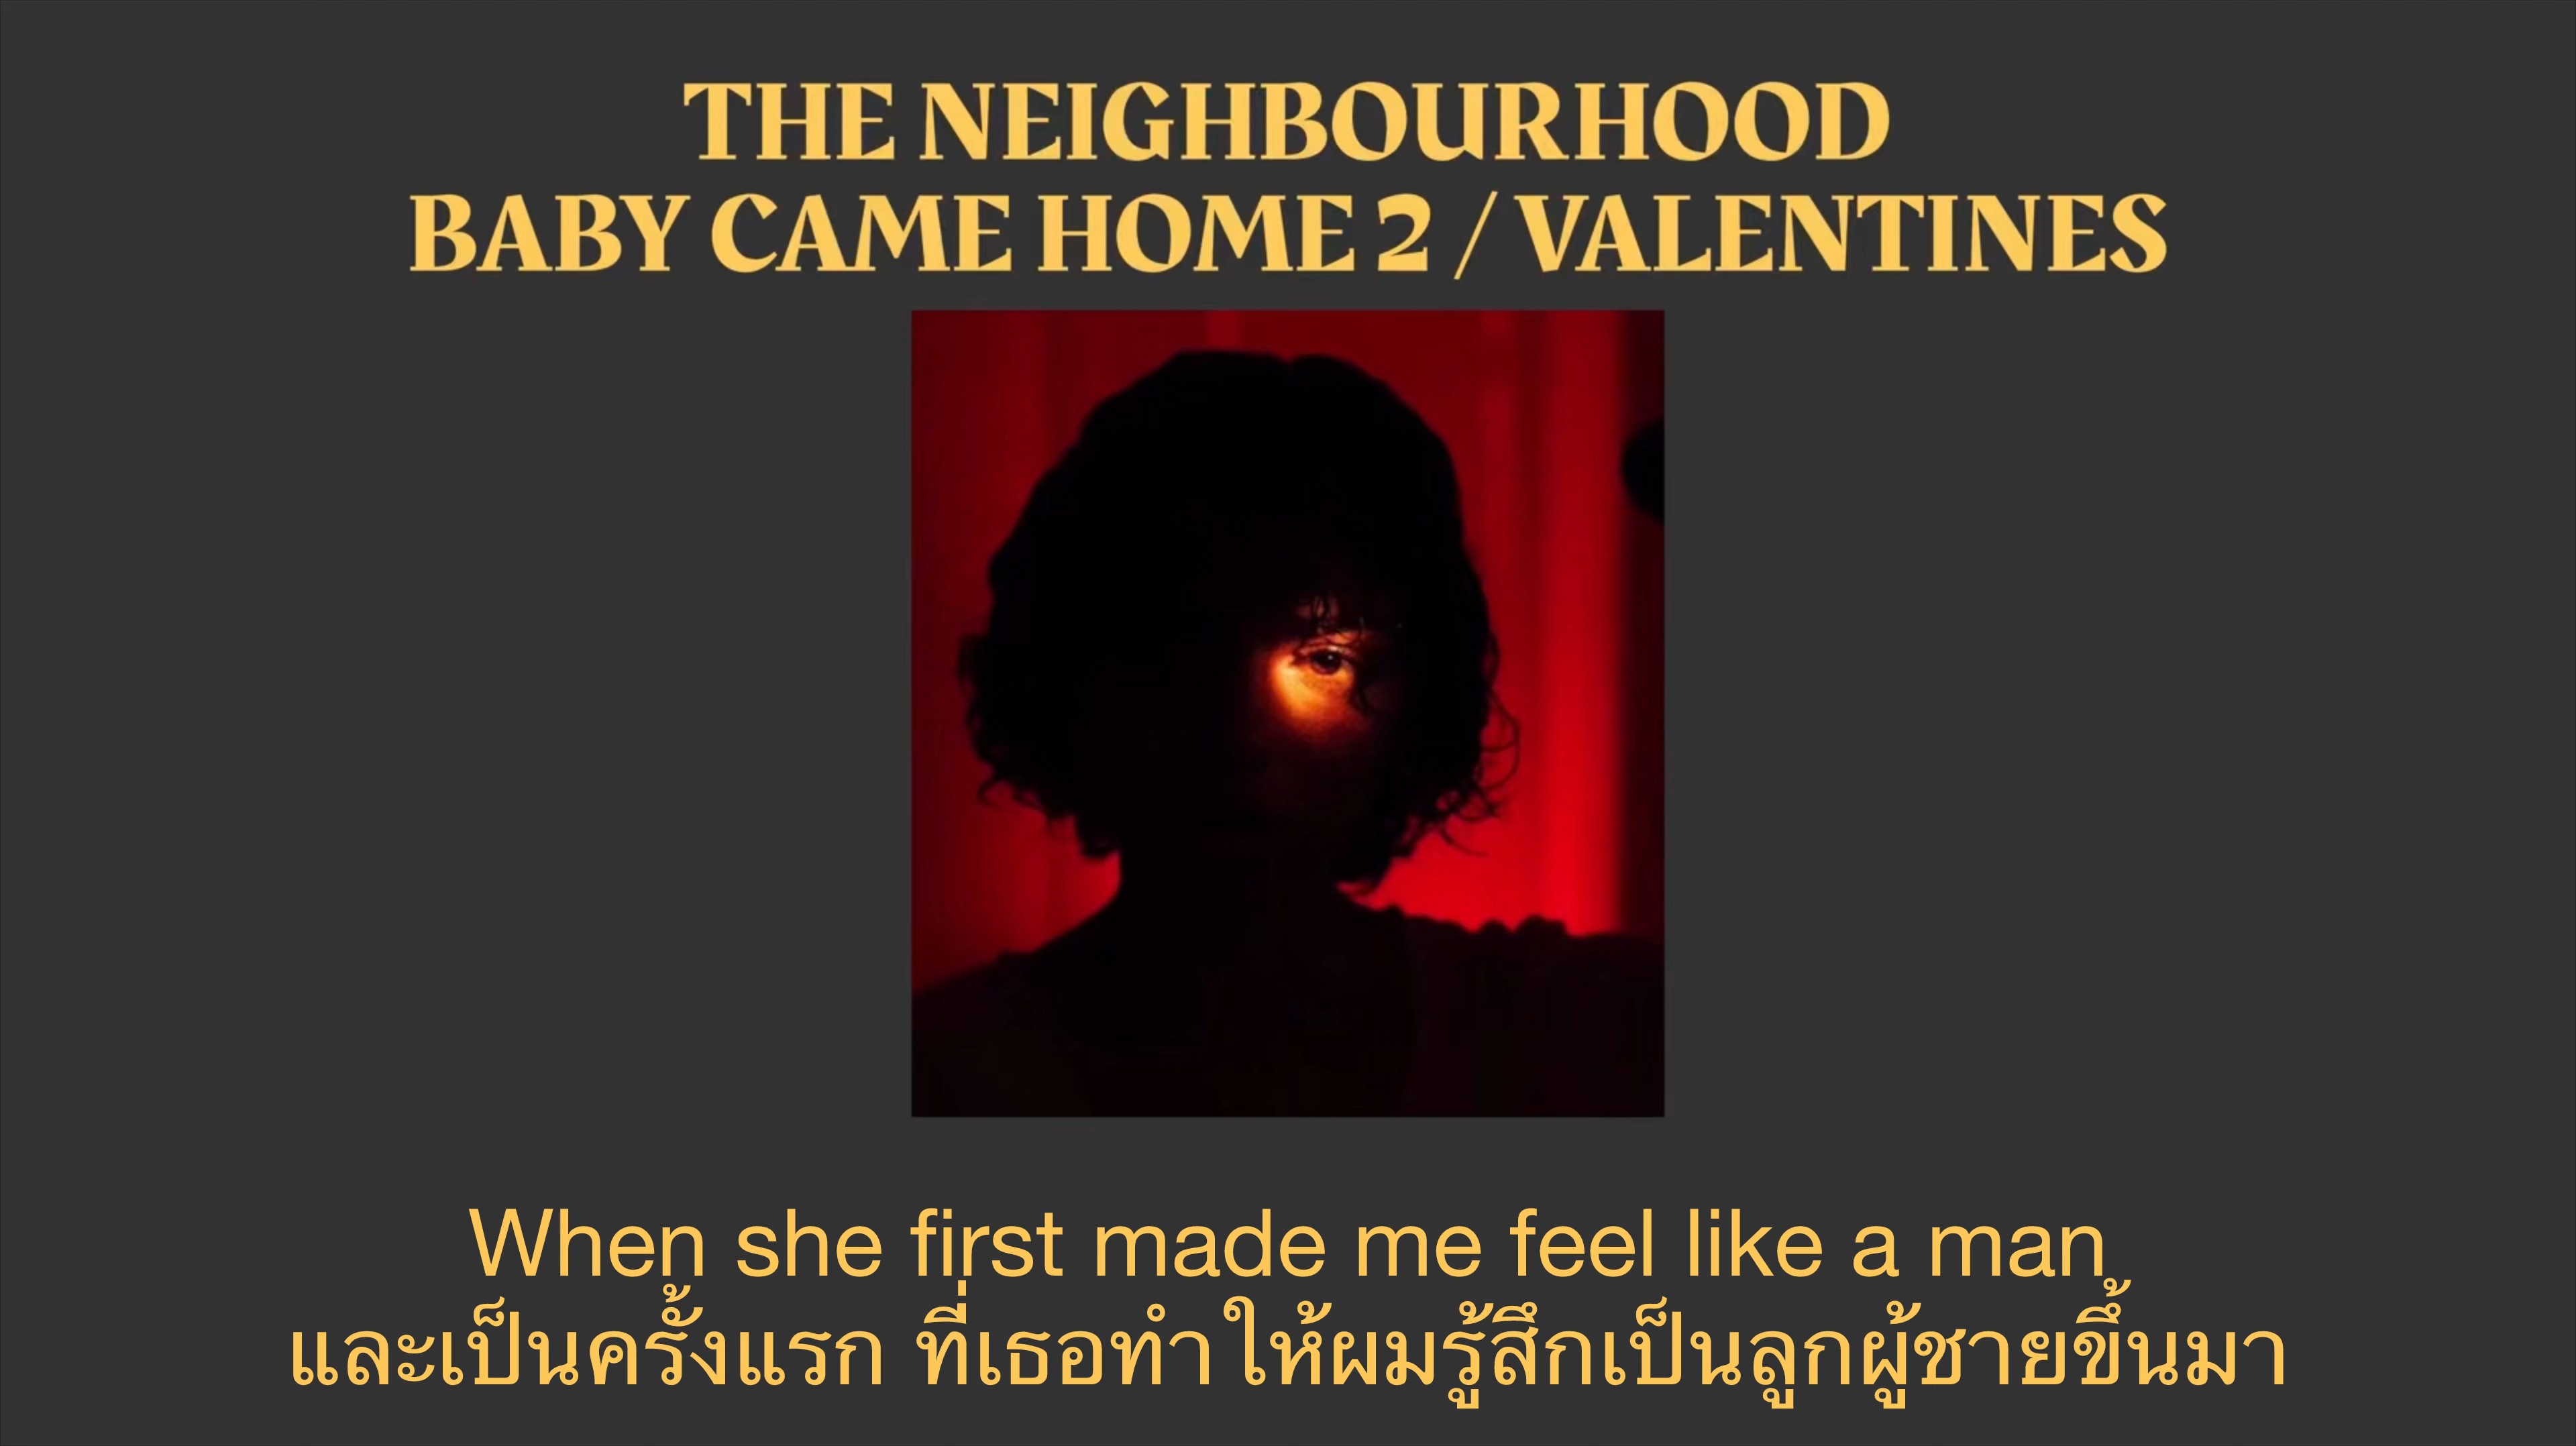 THE NEIGHBOURHOOD
BABY CAME HOME 2 / VALENTINES
When she first made me feel like a man
และเป็นครั้งแรก ที่เธอทำให้ผมรู้สึกเป็นลูกผู้ชายขึ้นมา